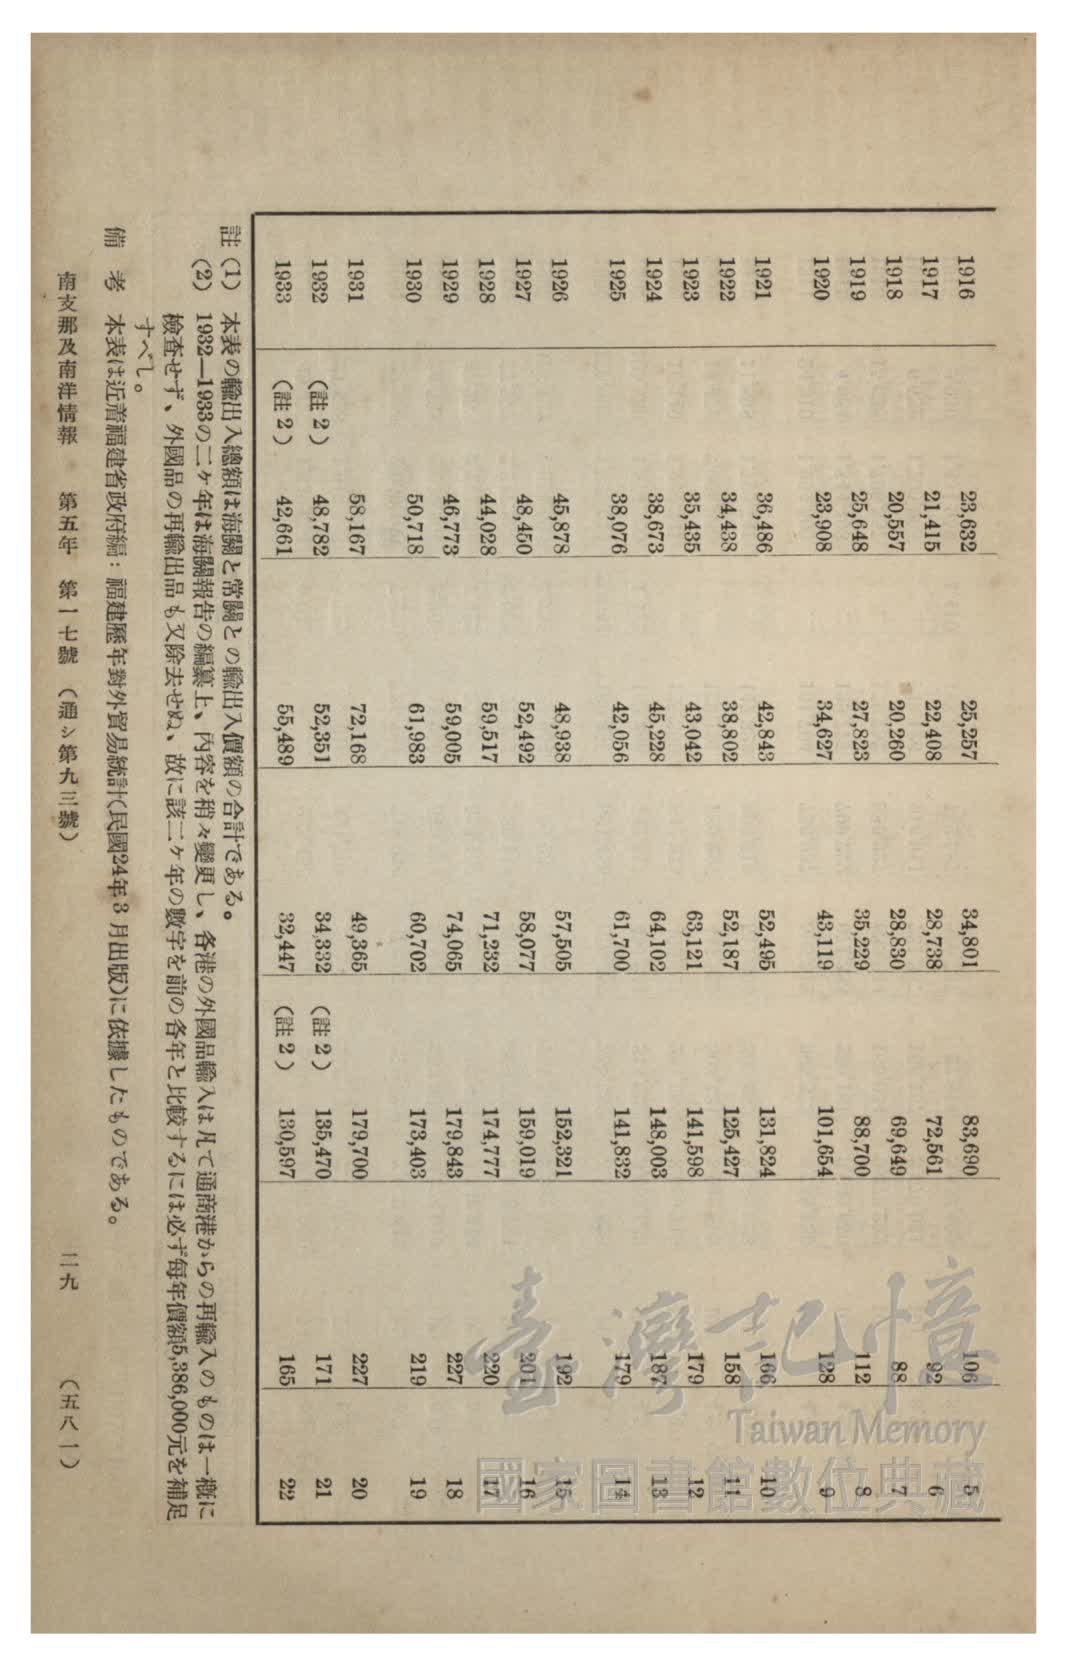 1916 23,632 25,257 34,801 83,690 106 5
1917 21,415 22,408 28,738 72,561 92 6
1918 20,557 20,260 28,830 69,649 88 7
1919 25,648 27,823 35,229 88,700 112 8
1920 23,908 34,627 43,119 101,654 128 9
1921 36,486 42,843 52,495 131,824 166 10
1922 34,438 38,802 52,187 125,427 158 11
1923 35,435 43,042 63,121 141,598 179 12
1924 38,673 45,228 64,102 148,003 187 13
1925 38,076 42,056 61,700 141,832 179 14
1926 45,878 48,938 57,505 152,321 192 15
1927 48,450 52,492 58,077 159,019 201 16
1928 44,028 59,517 71,232 174,777 220 17
1929 46,773 59,005 74,065 179,843 227 18
1930 50,718 61,983 60,702 173,403 219 19
1931 58,167 72,168 49,365 179,700 227 20
1932 (註2) 48,782 52,351 34,332 (註2) 135,470 171 21
1933 (註2) 42,661 55,489 32,447 (註2) 130,597 165 22
註(1) 本表の輸出入總額は海關と常關との輸出入價額の合計である。
(2) 1932—1933の二ケ年は海關報告の編纂上、內容を稍々變更し、各港の外國品輸入は凡て通商港からの再輸入のものは一槪に
檢査せず、外國品の再輸出品も又除去せぬ、故に該二ケ年の數字を前の各年と比較するには必ず每年價額5,386,000元を補足
すべし。
備考 本表は近着福建省政府編:福建歷年對外貿易統計(民國24年3月出版)に依據したものである。
南支那及南洋情報 第五年 第一七號 (通シ第九三號) 二九 (五八一)
臺灣記憶
Taiwan Memory
國家圖書館數位典藏